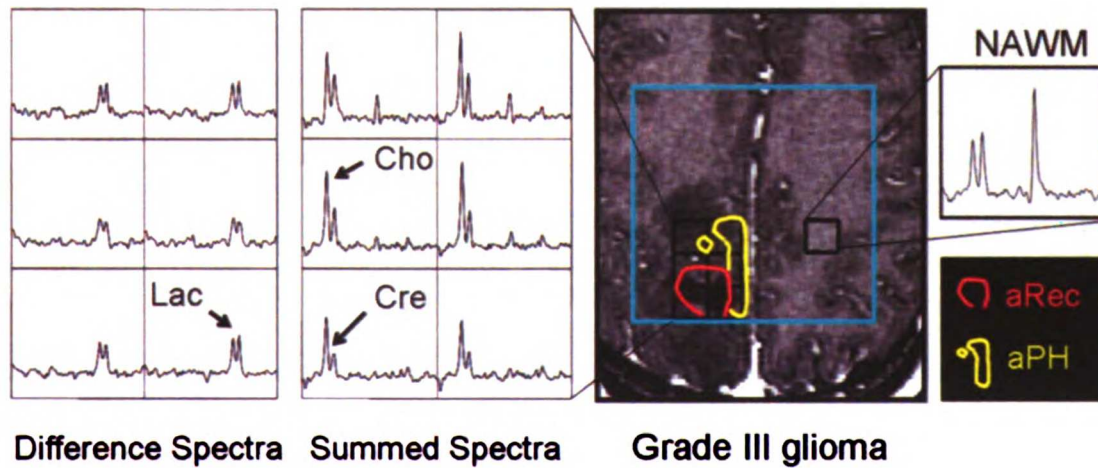 NAWM
Cho
Lac
Cre
aRec
aPH
Difference Spectra
Summed Spectra
Grade III glioma